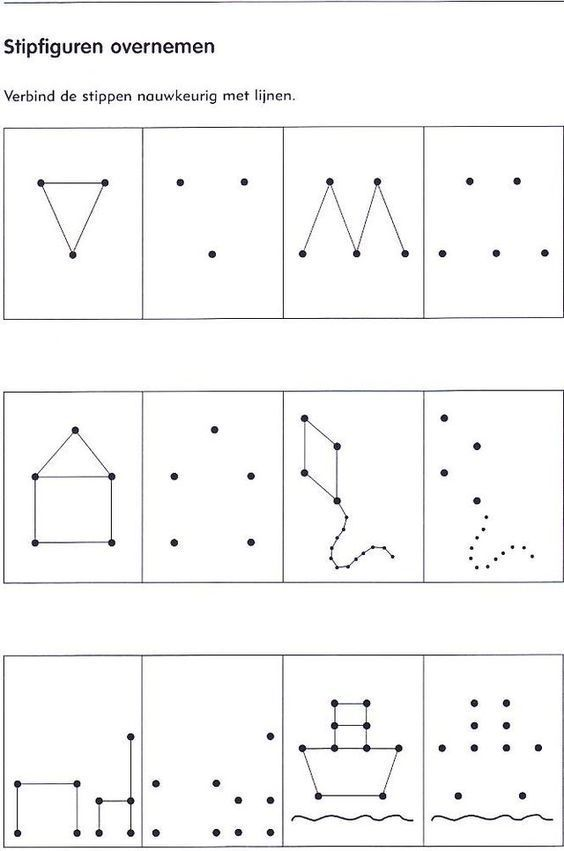 Stipfiguren overnemen
Verbind de stippen nauwkeurig met lijnen.